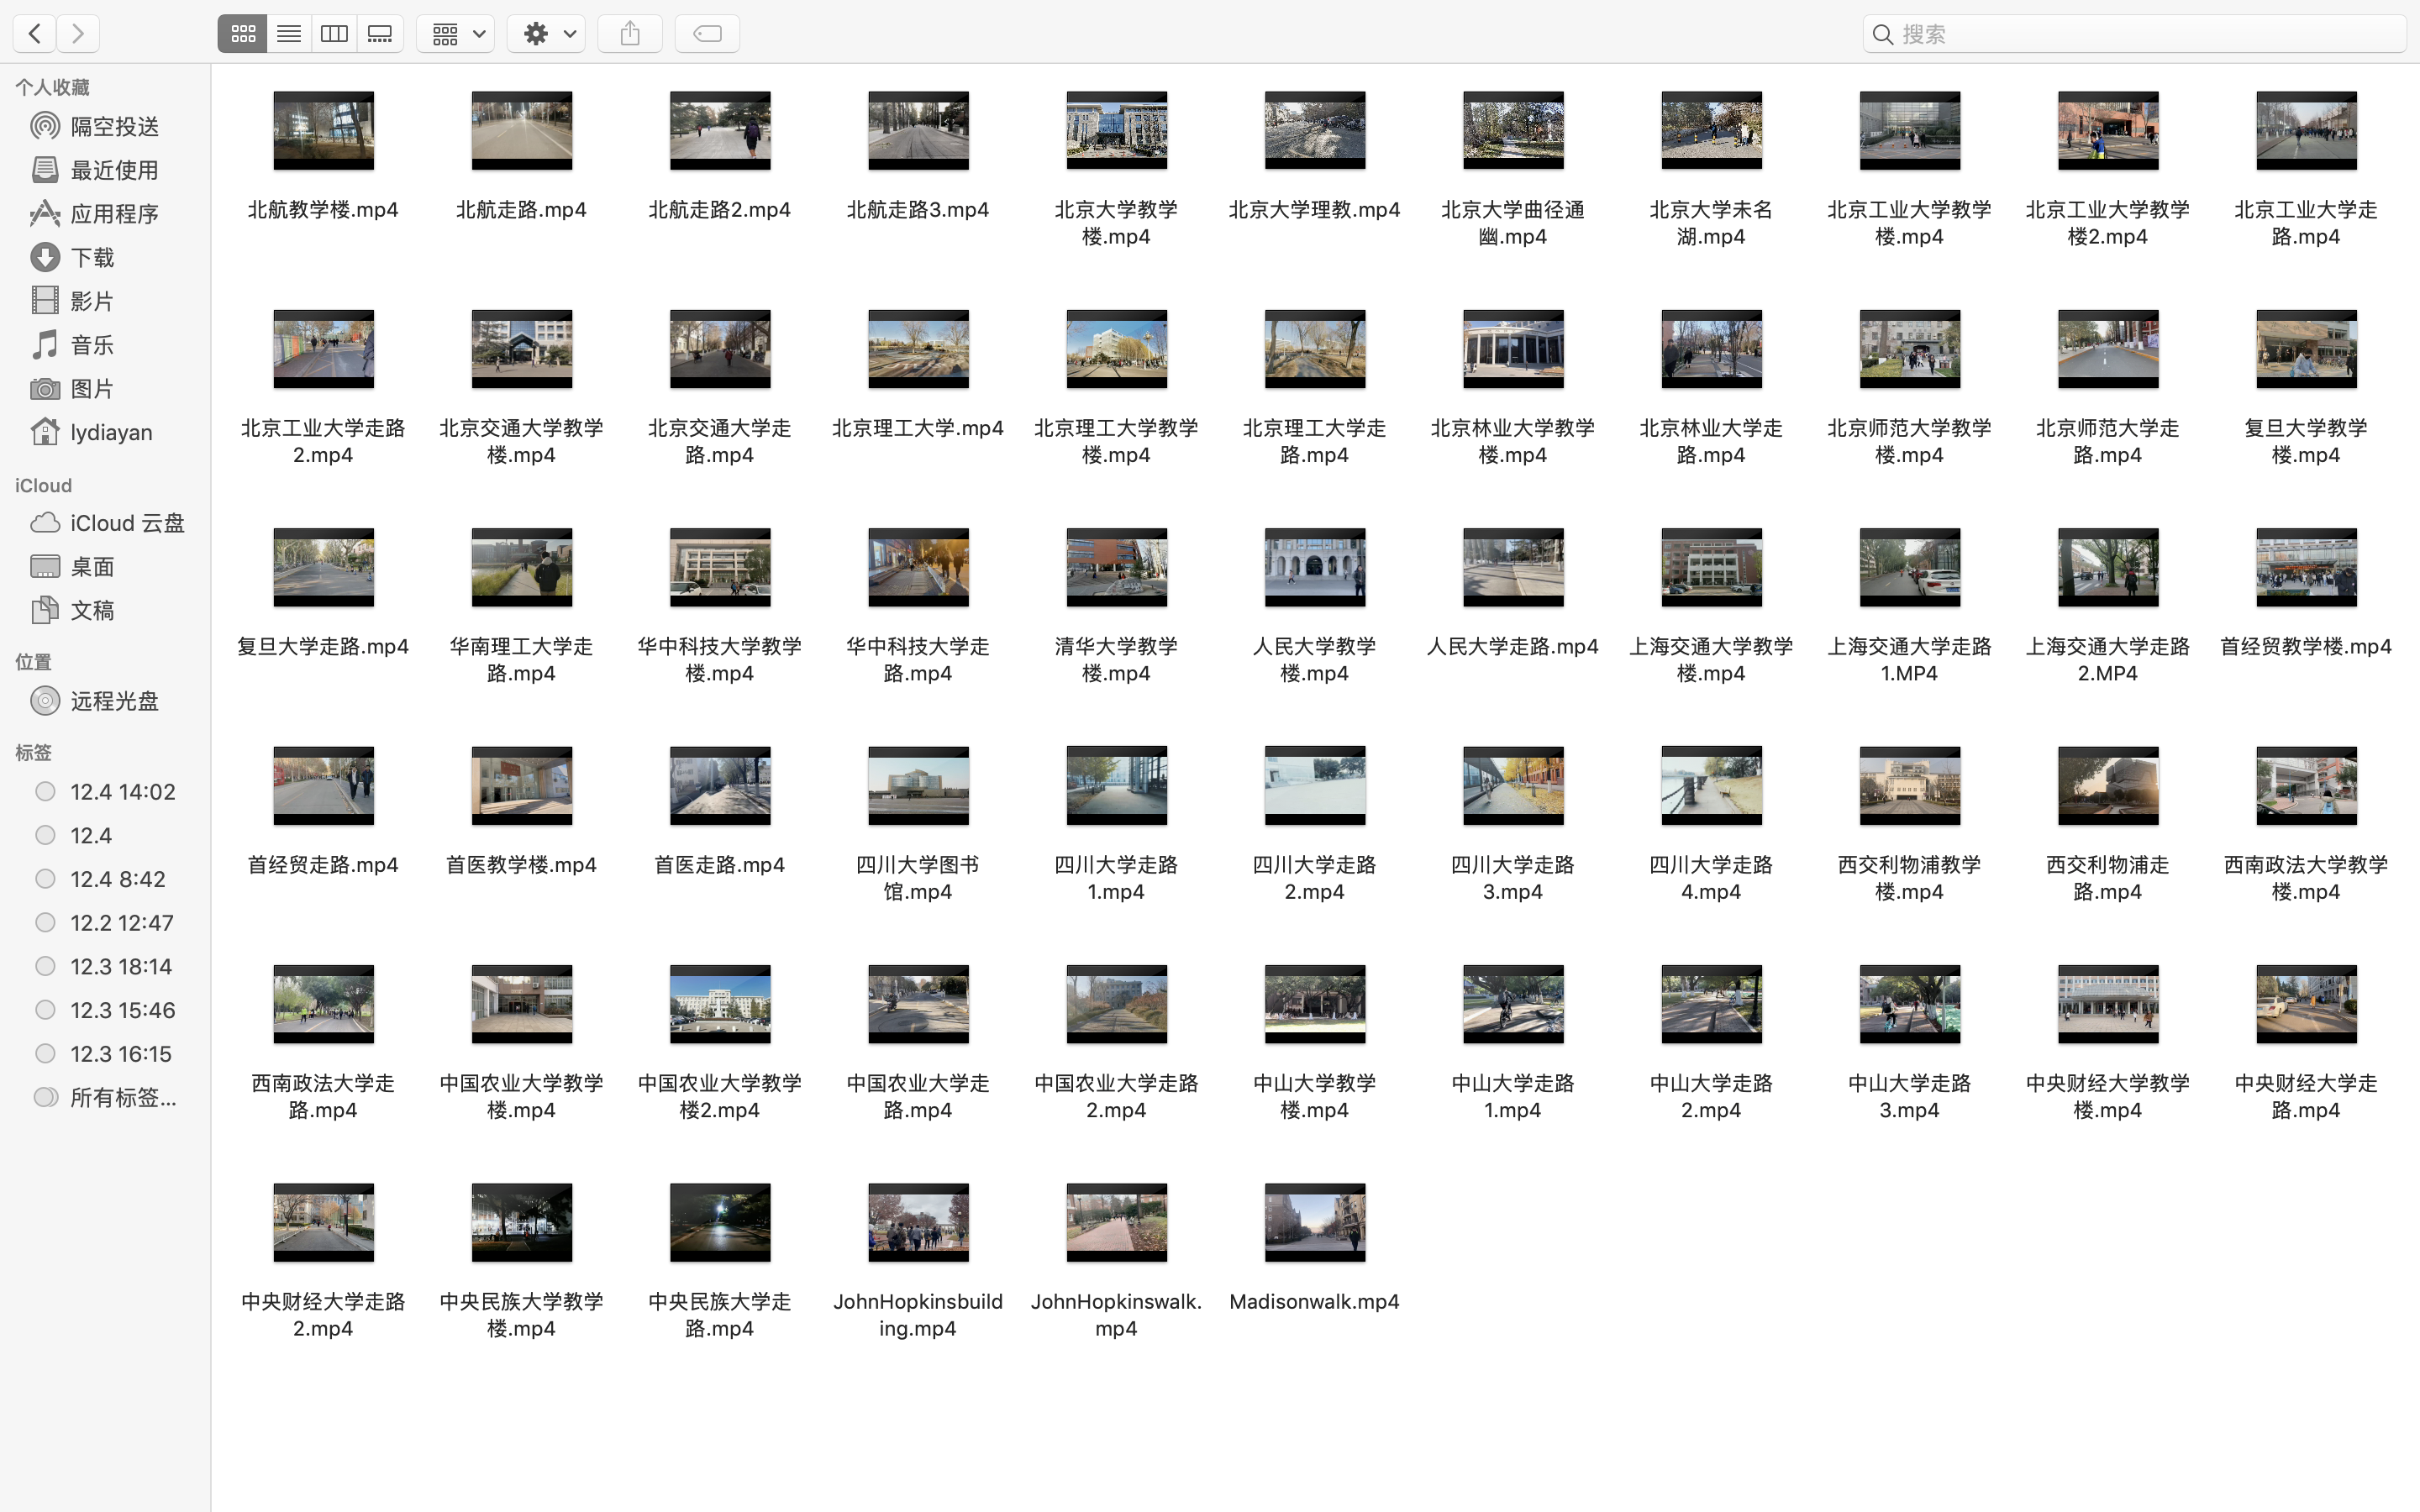 搜索
个人收藏
隔空投送
最近使用
应用程序
下载
影片
音乐
图片
lydiayan
iCloud
iCloud 云盘
桌面
文稿
位置
远程光盘
标签
12.4 14:02
12.4
12.4 8:42
12.2 12:47
12.3 18:14
12.3 15:46
12.3 16:15
所有标签...
北航教学楼.mp4
北航走路.mp4
北航走路2.mp4
北航走路3.mp4
北京大学教学
楼.mp4
北京大学理教.mp4
北京大学曲径通
幽.mp4
北京大学未名
湖.mp4
北京工业大学教学
楼.mp4
北京工业大学教学
楼2.mp4
北京工业大学走
路.mp4
北京工业大学走路
2.mp4
北京交通大学教学
楼.mp4
北京交通大学走
路.mp4
北京理工大学.mp4
北京理工大学教学
楼.mp4
北京理工大学走
路.mp4
北京林业大学教学
楼.mp4
北京林业大学走
路.mp4
北京师范大学教学
楼.mp4
北京师范大学走
路.mp4
复旦大学教学
楼.mp4
复旦大学走路.mp4
华南理工大学走
路.mp4
华中科技大学教学
楼.mp4
华中科技大学走
路.mp4
清华大学教学
楼.mp4
人民大学教学
楼.mp4
人民大学走路.mp4
上海交通大学教学
楼.mp4
上海交通大学走路
1.MP4
上海交通大学走路
2.MP4
首经贸教学楼.mp4
首经贸走路.mp4
首医教学楼.mp4
首医走路.mp4
四川大学图书
馆.mp4
四川大学走路
1.mp4
四川大学走路
2.mp4
四川大学走路
3.mp4
四川大学走路
4.mp4
西交利物浦教学
楼.mp4
西交利物浦走
路.mp4
西南政法大学教学
楼.mp4
西南政法大学走
路.mp4
中国农业大学教学
楼.mp4
中国农业大学教学
楼2.mp4
中国农业大学走
路.mp4
中国农业大学走路
2.mp4
中山大学教学
楼.mp4
中山大学走路
1.mp4
中山大学走路
2.mp4
中山大学走路
3.mp4
中央财经大学教学
楼.mp4
中央财经大学走
路.mp4
中央财经大学走路
2.mp4
中央民族大学教学
楼.mp4
中央民族大学走
路.mp4
JohnHopkinsbuild
ing.mp4
JohnHopkinswalk.
mp4
Madisonwalk.mp4